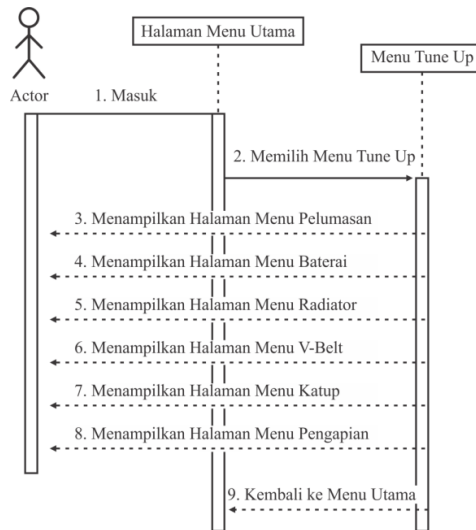 Halaman Menu Utama
Menu Tune Up
Actor
1. Masuk
2. Memilih Menu Tune Up
3. Menampilkan Halaman Menu Pelumasan
4. Menampilkan Halaman Menu Baterai
5. Menampilkan Halaman Menu Radiator
6. Menampilkan Halaman Menu V-Belt
7. Menampilkan Halaman Menu Katup
8. Menampilkan Halaman Menu Pengapian
9. Kembali ke Menu Utama